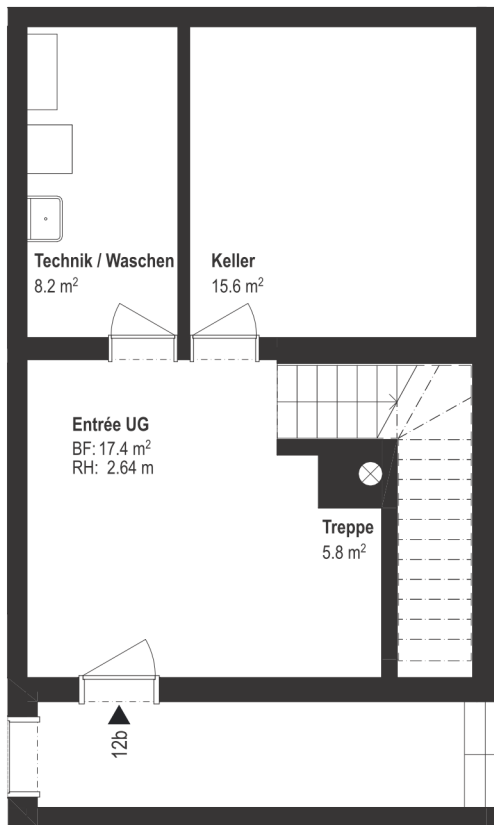 Technik / Waschen
8.2 m²
Keller
15.6 m²
Entrée UG
BF: 17.4 m²
RH: 2.64 m
Treppe
5.8 m²
12b